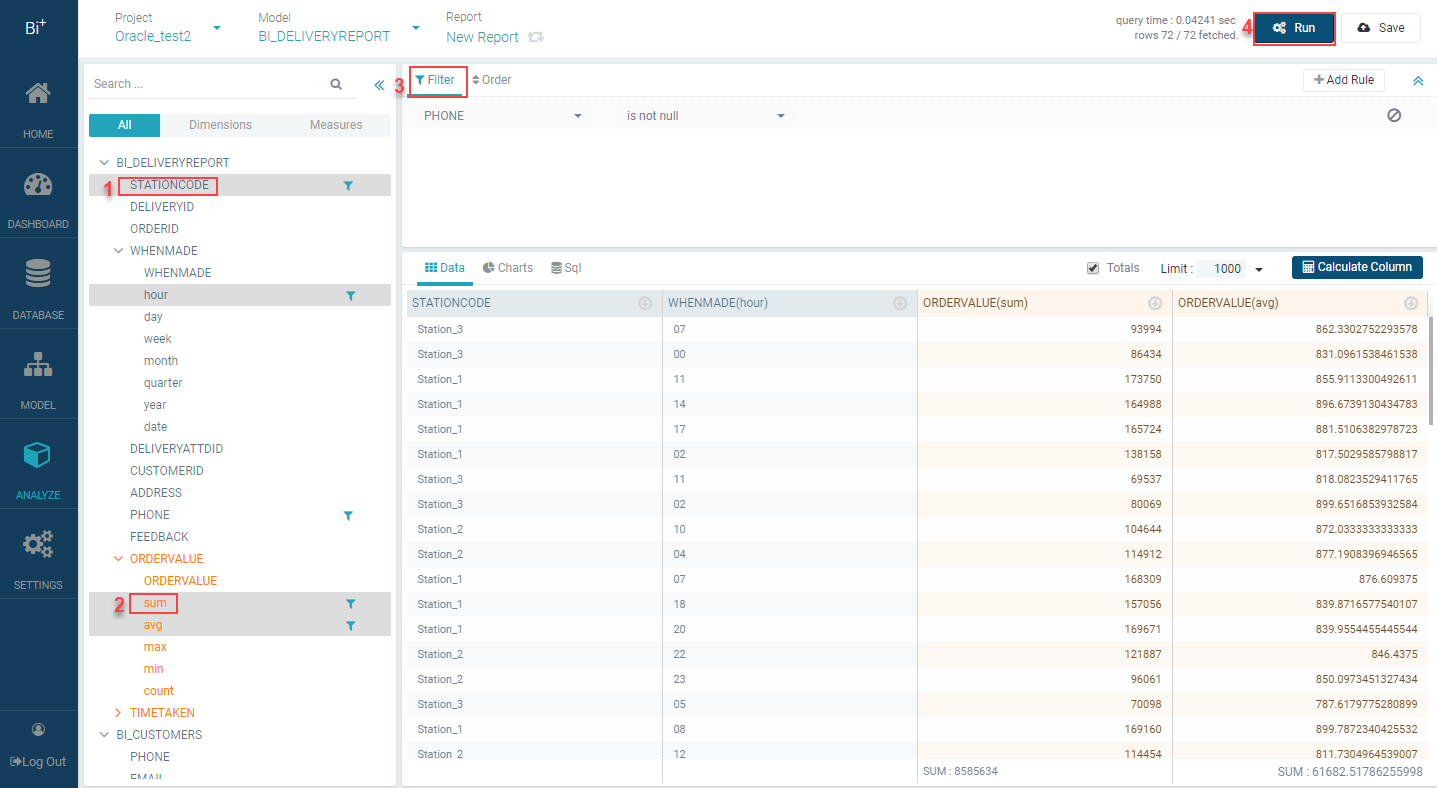 Bi+
HOME
DASHBOARD
DATABASE
MODEL
ANALYZE
SETTINGS
Log Out
Project
Oracle_test2
Model
BI_DELIVERYREPORT
Report
New Report
query time : 0.04241 sec
rows 72 / 72 fetched.
4
Run
Save
Search ...
All Dimensions Measures
BI_DELIVERYREPORT
1 STATIONCODE
DELIVERYID
ORDERID
WHENMADE
WHENMADE
hour
day
week
month
quarter
year
date
DELIVERYATTDID
CUSTOMERID
ADDRESS
PHONE
FEEDBACK
ORDERVALUE
ORDERVALUE
2 sum
avg
max
min
count
TIMETAKEN
BI_CUSTOMERS
PHONE
EMAIL
3 Filter Order Add Rule
PHONE is not null
Data Charts Sql Totals Limit : 1000 Calculate Column
STATIONCODE WHENMADE(hour) ORDERVALUE(sum) ORDERVALUE(avg)
Station_3 07 93994 862.3302752293578
Station_3 00 86434 831.0961538461538
Station_1 11 173750 855.9113300492611
Station_1 14 164988 896.6739130434783
Station_1 17 165724 881.5106382978723
Station_1 02 138158 817.5029585798817
Station_3 11 69537 818.0823529411765
Station_3 02 80069 899.6516853932584
Station_2 10 104644 872.0333333333333
Station_2 04 114912 877.1908396946565
Station_1 07 168309 876.609375
Station_1 18 157056 839.8716577540107
Station_1 20 169671 839.9554455445544
Station_2 22 121887 846.4375
Station_2 23 96061 850.0973451327434
Station_3 05 70098 787.6179775280899
Station_1 08 169160 899.7872340425532
Station_2 12 114454 811.7304964539007
SUM : 8585634 SUM : 61682.51786255998